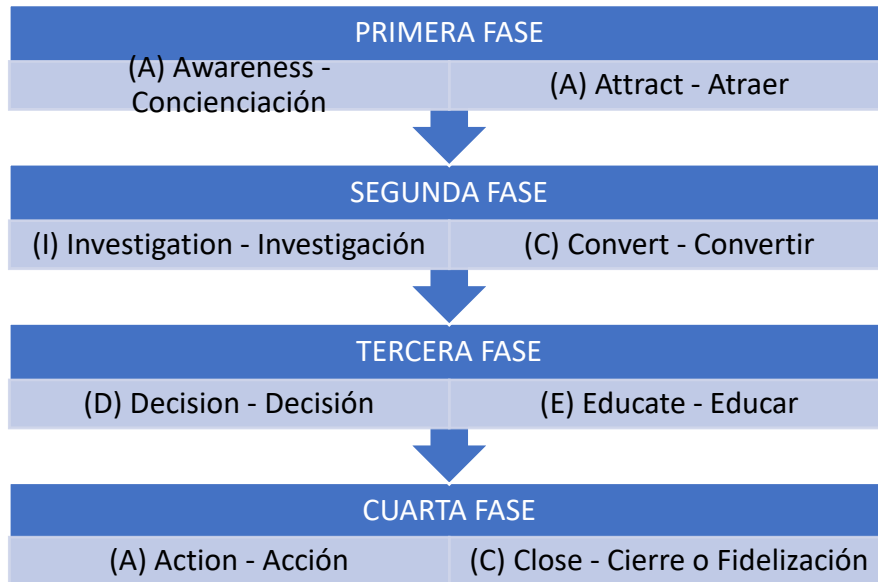 PRIMERA FASE
(A) Awareness -
Concienciación
(A) Attract - Atraer
SEGUNDA FASE
(I) Investigation - Investigación
(C) Convert - Convertir
TERCERA FASE
(D) Decision - Decisión
(E) Educate - Educar
CUARTA FASE
(A) Action - Acción
(C) Close - Cierre o Fidelización